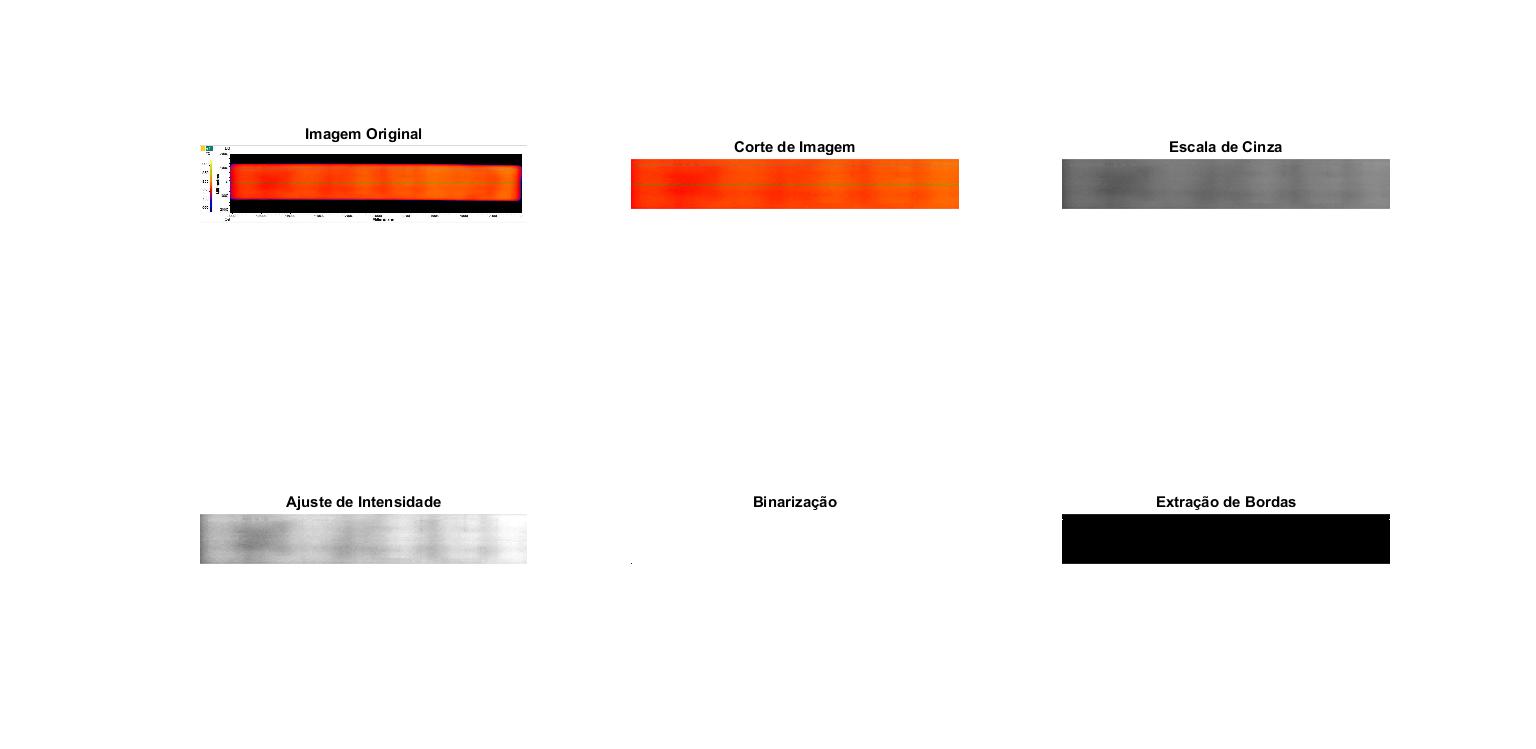 Imagem Original
Corte de Imagem
Escala de Cinza
Ajuste de Intensidade
Binarização
Extração de Bordas